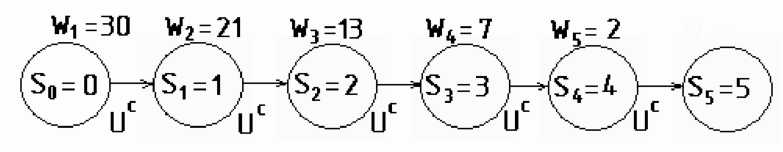 W₁=30 W₂=21 W₃=13 W₄=7 W₅=2
S₀=0 S₁=1 S₂=2 S₃=3 S₄=4 S₅=5
Uᶜ Uᶜ Uᶜ Uᶜ Uᶜ